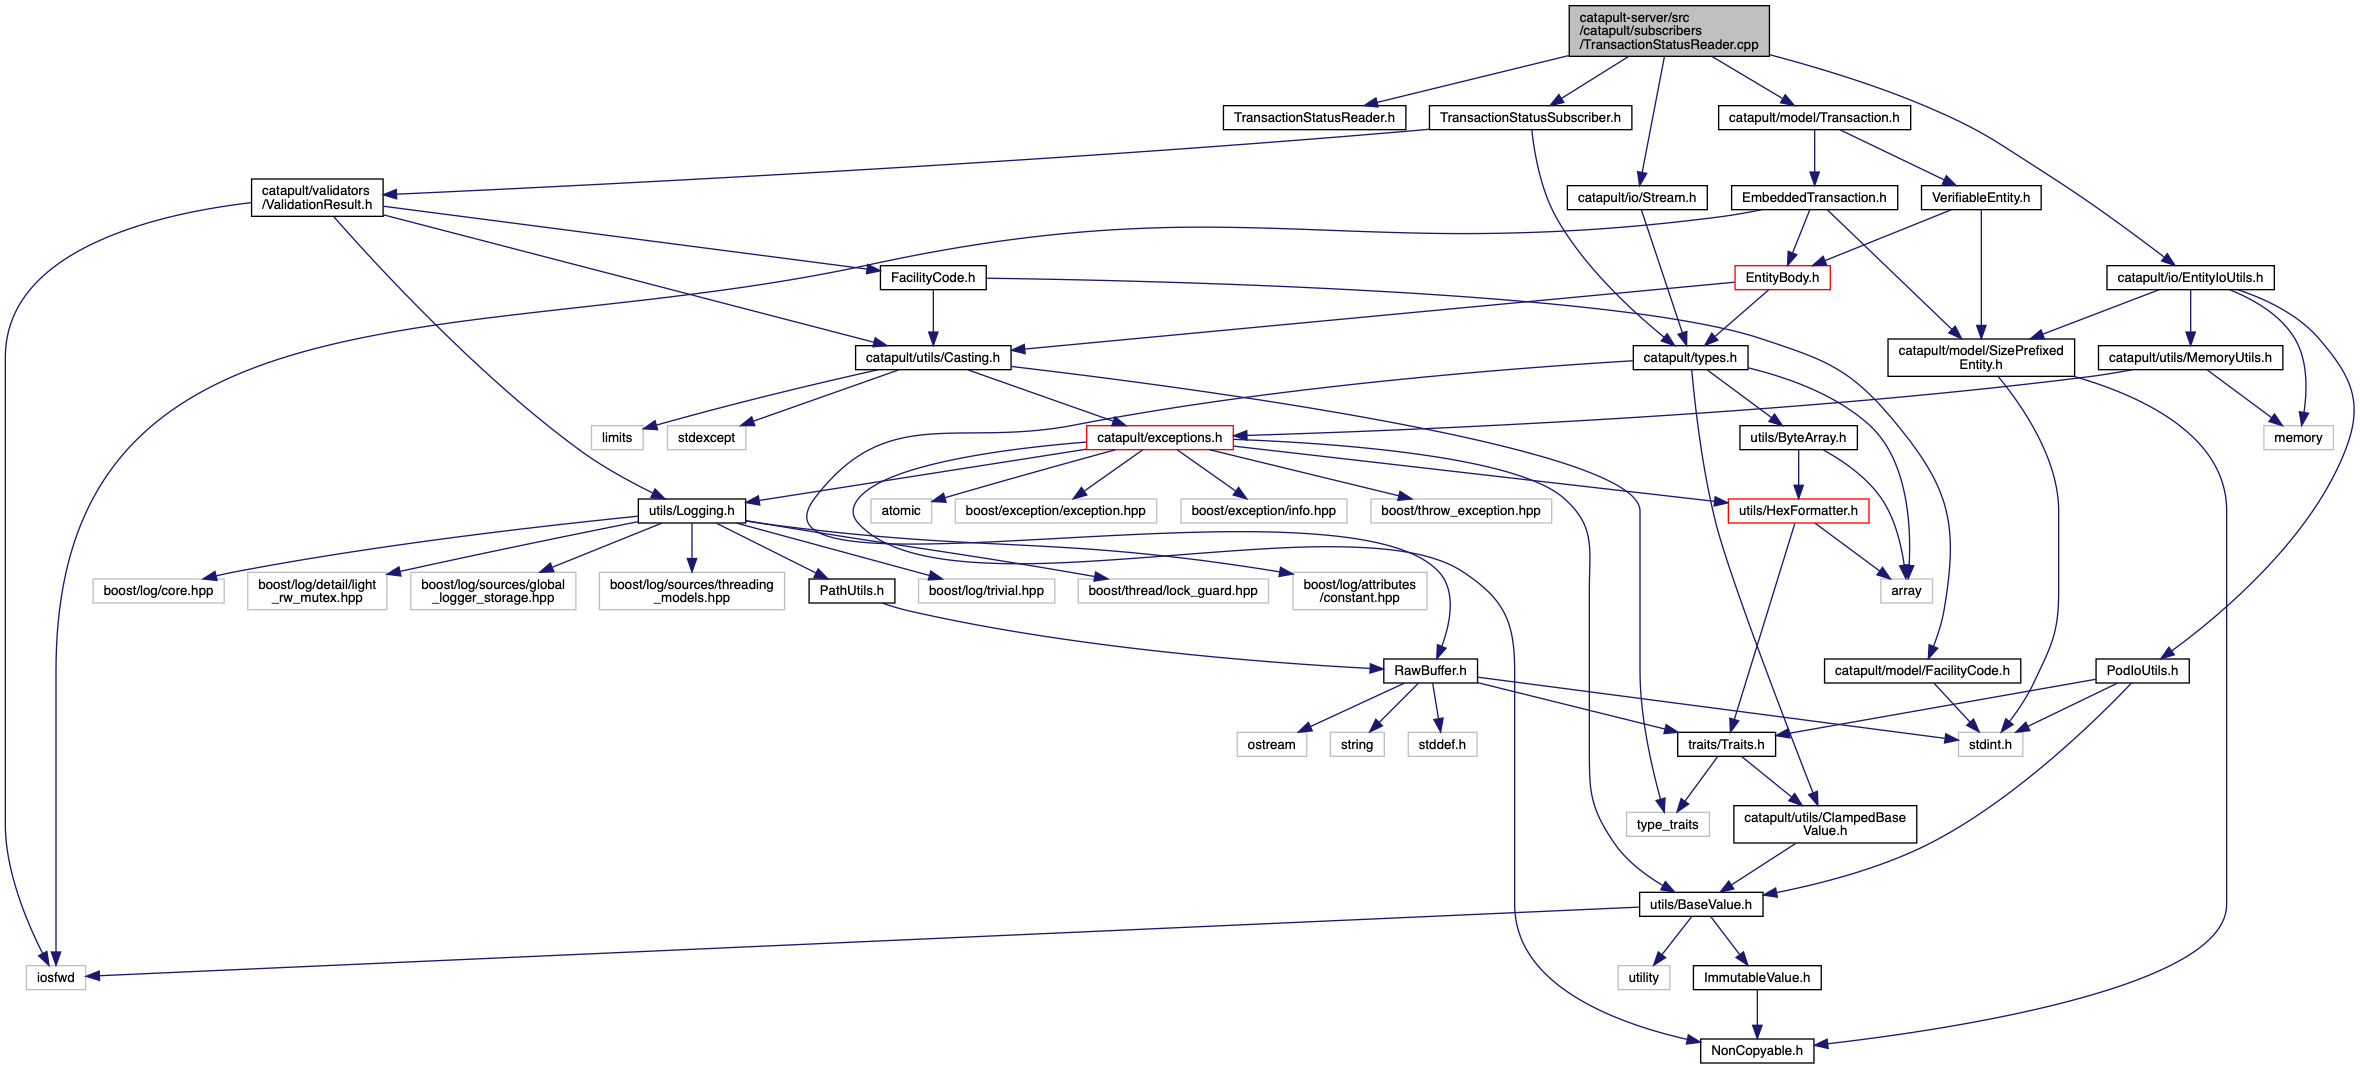 catapult-server/src
/catapult/subscribers
/TransactionStatusReader.cpp
TransactionStatusReader.h
TransactionStatusSubscriber.h
catapult/model/Transaction.h
catapult/validators
/ValidationResult.h
catapult/io/Stream.h
EmbeddedTransaction.h
VerifiableEntity.h
FacilityCode.h
EntityBody.h
catapult/io/EntityIoUtils.h
catapult/utils/Casting.h
catapult/types.h
catapult/model/SizePrefixed
Entity.h
catapult/utils/MemoryUtils.h
limits
stdexcept
catapult/exceptions.h
utils/ByteArray.h
memory
utils/Logging.h
atomic
boost/exception/exception.hpp
boost/exception/info.hpp
boost/throw_exception.hpp
utils/HexFormatter.h
boost/log/core.hpp
boost/log/detail/light
_rw_mutex.hpp
boost/log/sources/global
_logger_storage.hpp
boost/log/sources/threading
_models.hpp
PathUtils.h
boost/log/trivial.hpp
boost/thread/lock_guard.hpp
boost/log/attributes
/constant.hpp
array
RawBuffer.h
catapult/model/FacilityCode.h
PodIoUtils.h
ostream
string
stddef.h
traits/Traits.h
stdint.h
type_traits
catapult/utils/ClampedBase
Value.h
utils/BaseValue.h
iosfwd
utility
ImmutableValue.h
NonCopyable.h